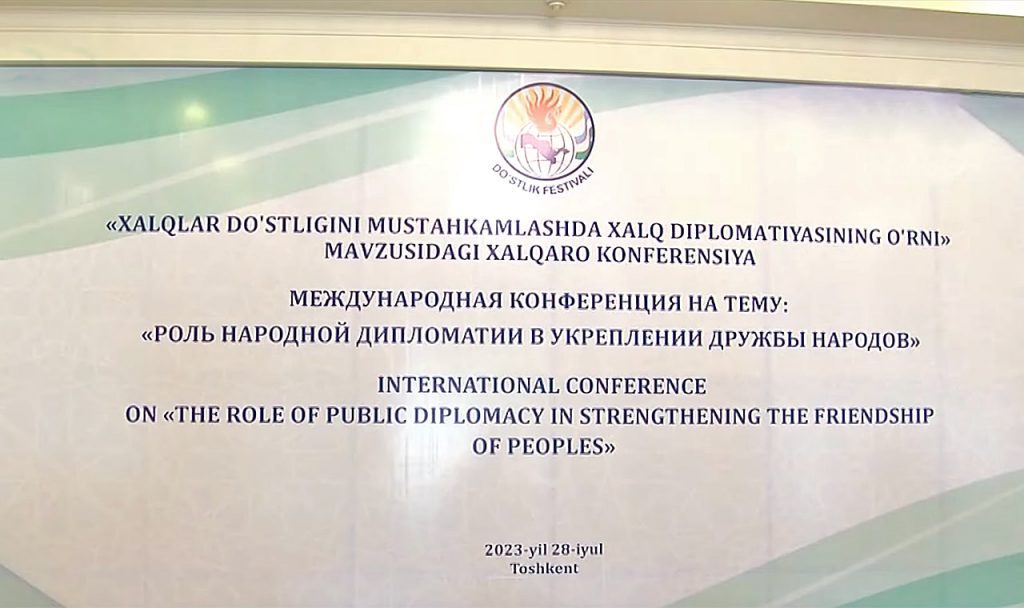 DO'STLIK FESTIVALI
«XALQLAR DO'STLIGINI MUSTAHKAMLASHDA XALQ DIPLOMATIYASINING O'RNI»
MAVZUSIDAGI XALQARO KONFERENSIYA
МЕЖДУНАРОДНАЯ КОНФЕРЕНЦИЯ НА ТЕМУ:
«РОЛЬ НАРОДНОЙ ДИПЛОМАТИИ В УКРЕПЛЕНИИ ДРУЖБЫ НАРОДОВ»
INTERNATIONAL CONFERENCE
ON «THE ROLE OF PUBLIC DIPLOMACY IN STRENGTHENING THE FRIENDSHIP
OF PEOPLES»
2023-yil 28-iyul
Toshkent